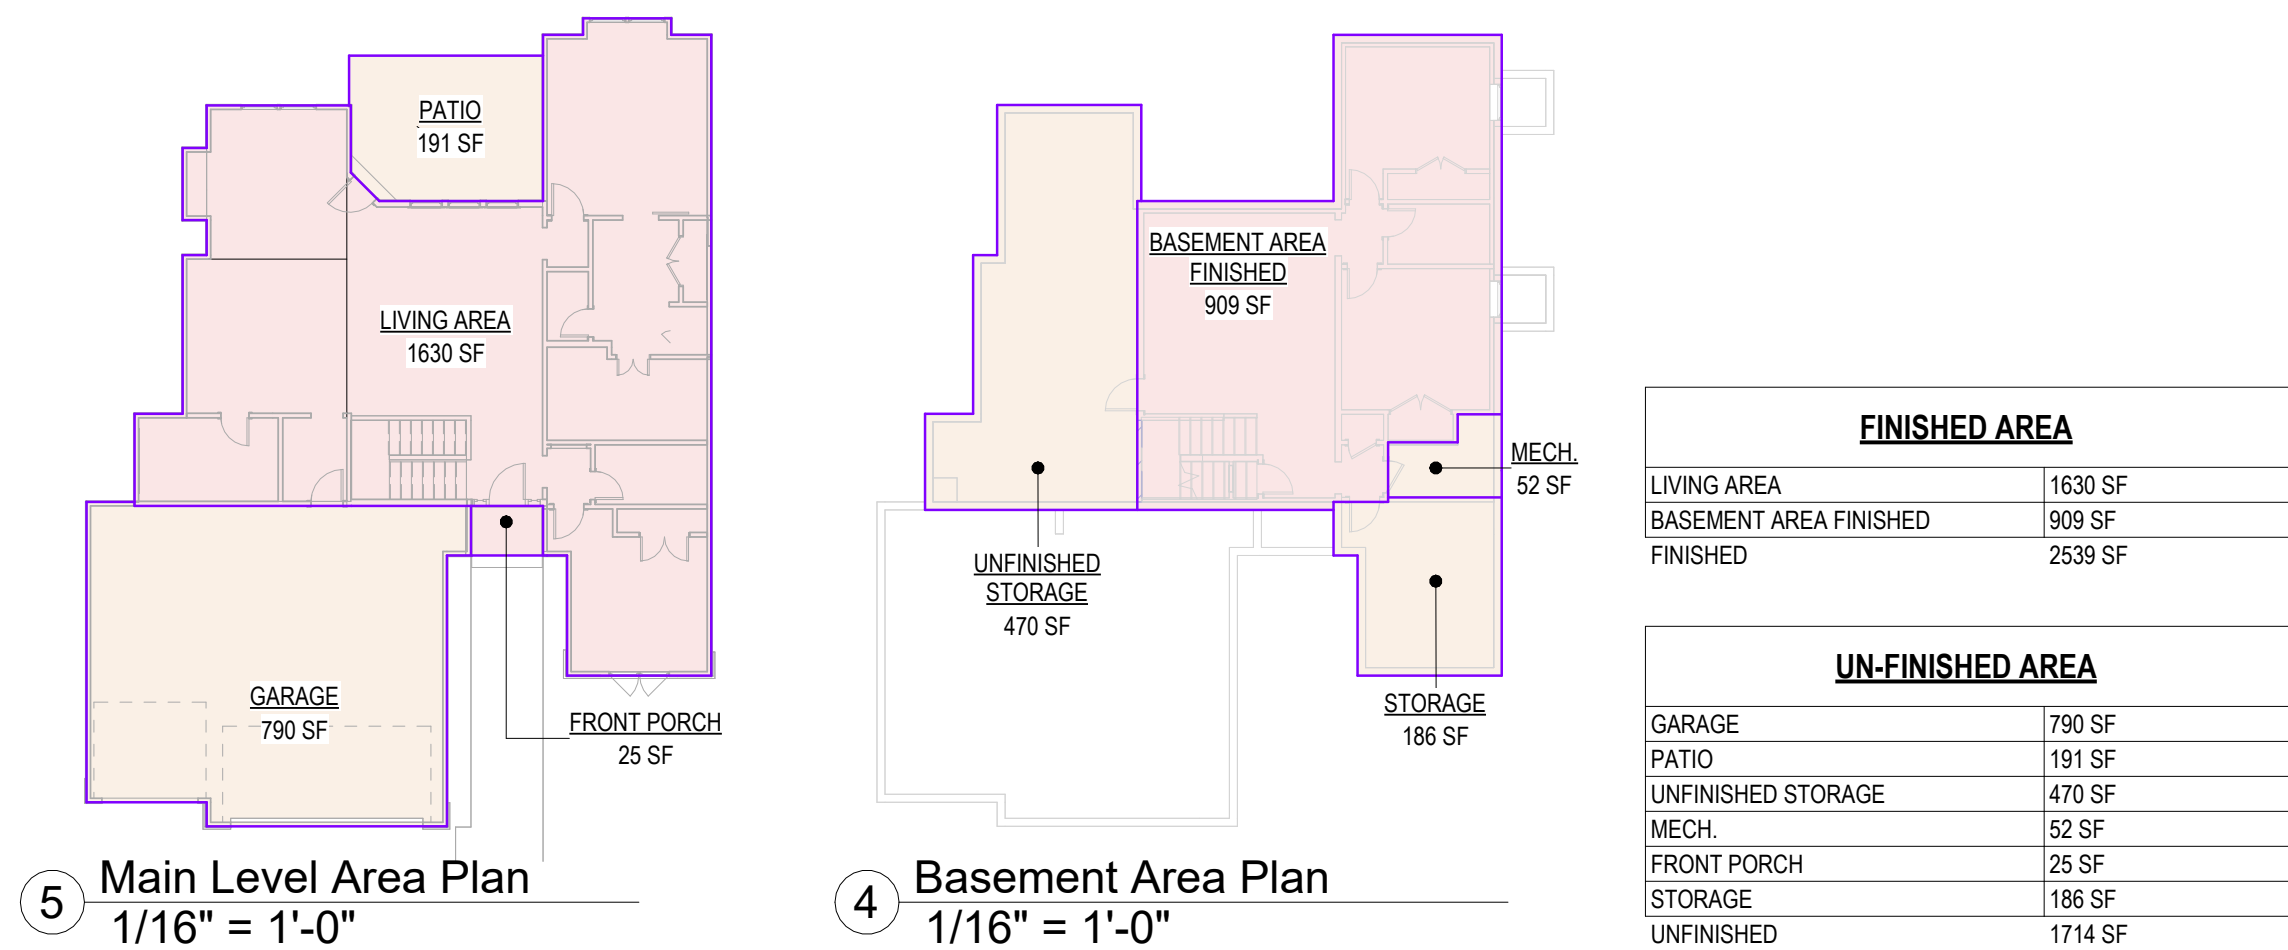 PATIO
191 SF
LIVING AREA
1630 SF
GARAGE
790 SF
FRONT PORCH
25 SF
5
Main Level Area Plan
1/16" = 1'-0"
BASEMENT AREA
FINISHED
909 SF
MECH.
52 SF
UNFINISHED
STORAGE
470 SF
STORAGE
186 SF
4
Basement Area Plan
1/16" = 1'-0"
FINISHED AREA
LIVING AREA 1630 SF
BASEMENT AREA FINISHED 909 SF
FINISHED 2539 SF
UN-FINISHED AREA
GARAGE 790 SF
PATIO 191 SF
UNFINISHED STORAGE 470 SF
MECH. 52 SF
FRONT PORCH 25 SF
STORAGE 186 SF
UNFINISHED 1714 SF